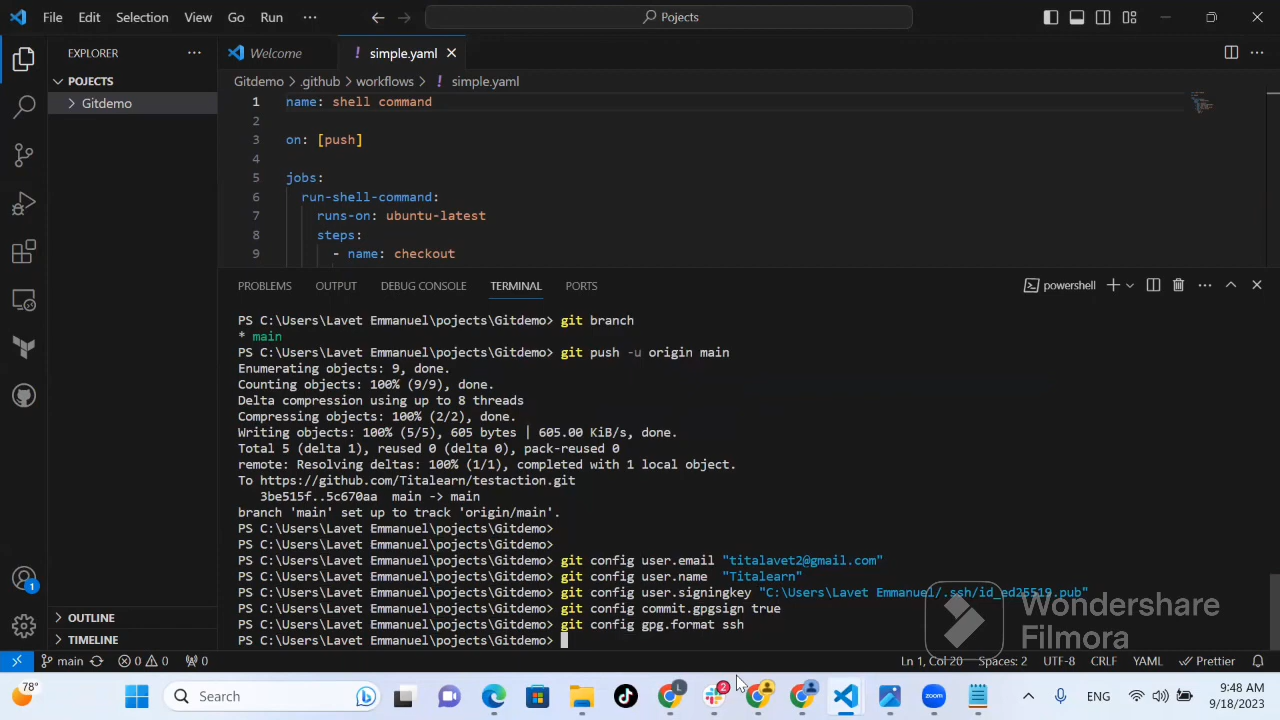 File Edit Selection View Go Run ··· Pojects
EXPLORER ···
Welcome
! simple.yaml
POJECTS
Gitdemo
Gitdemo > .github > workflows > ! simple.yaml
1 name: shell command
2
3 on: [push]
4
5 jobs:
6 run-shell-command:
7 runs-on: ubuntu-latest
8 steps:
9 - name: checkout
PROBLEMS OUTPUT DEBUG CONSOLE TERMINAL PORTS powershell
PS C:\Users\Lavet Emmanuel\pojects\Gitdemo> git branch
* main
PS C:\Users\Lavet Emmanuel\pojects\Gitdemo> git push -u origin main
Enumerating objects: 9, done.
Counting objects: 100% (9/9), done.
Delta compression using up to 8 threads
Compressing objects: 100% (2/2), done.
Writing objects: 100% (5/5), 605 bytes | 605.00 KiB/s, done.
Total 5 (delta 1), reused 0 (delta 0), pack-reused 0
remote: Resolving deltas: 100% (1/1), completed with 1 local object.
To https://github.com/Titalearn/testaction.git
3be515f..5c670aa main -> main
branch 'main' set up to track 'origin/main'.
PS C:\Users\Lavet Emmanuel\pojects\Gitdemo>
PS C:\Users\Lavet Emmanuel\pojects\Gitdemo>
PS C:\Users\Lavet Emmanuel\pojects\Gitdemo> git config user.email "titalavet2@gmail.com"
PS C:\Users\Lavet Emmanuel\pojects\Gitdemo> git config user.name "Titalearn"
PS C:\Users\Lavet Emmanuel\pojects\Gitdemo> git config user.signingkey "C:\Users\Lavet Emmanuel/.ssh/id_ed25519.pub"
PS C:\Users\Lavet Emmanuel\pojects\Gitdemo> git config commit.gpgsign true
PS C:\Users\Lavet Emmanuel\pojects\Gitdemo> git config gpg.format ssh
PS C:\Users\Lavet Emmanuel\pojects\Gitdemo>
Wondershare
Filmora
1
OUTLINE
TIMELINE
main 0 0 0 Ln 1, Col 20 Spaces: 2 UTF-8 CRLF YAML Prettier
78°
Search
L
2
zoom
ENG
9:48 AM
9/18/2023